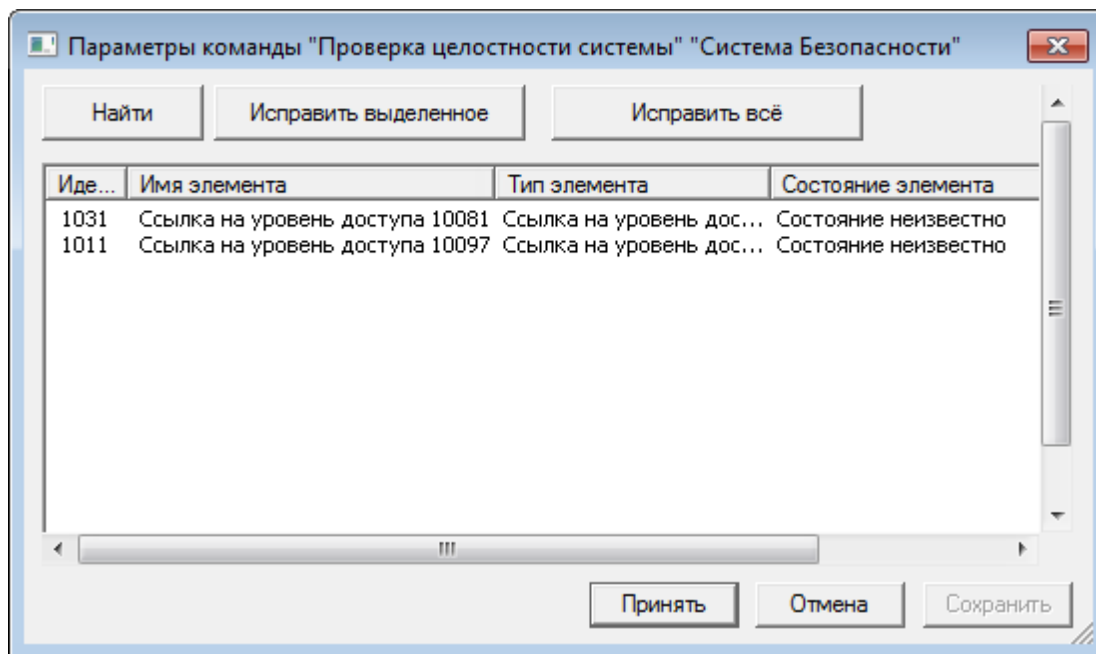 Параметры команды "Проверка целостности системы" "Система Безопасности"
Найти Исправить выделенное Исправить всё
Иде... Имя элемента Тип элемента Состояние элемента
1031 Ссылка на уровень доступа 10081 Ссылка на уровень дос... Состояние неизвестно
1011 Ссылка на уровень доступа 10097 Ссылка на уровень дос... Состояние неизвестно
Принять Отмена Сохранить